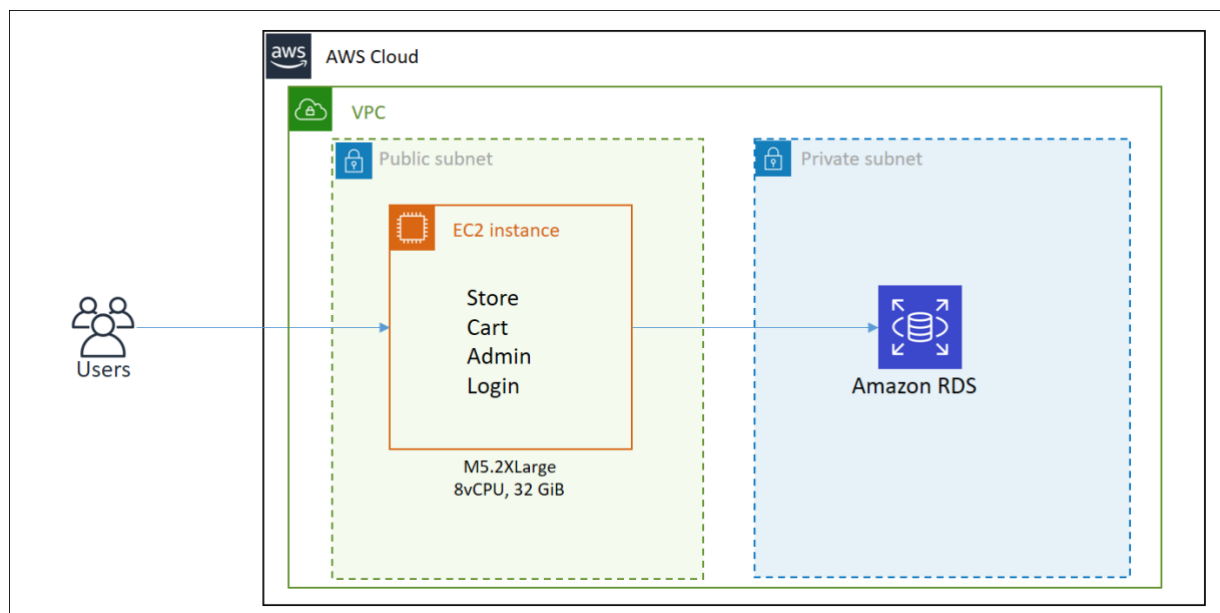 aws
AWS Cloud
VPC
Public subnet
Private subnet
EC2 instance
Store
Cart
Admin
Login
Users
Amazon RDS
M5.2XLarge
8vCPU, 32 GiB